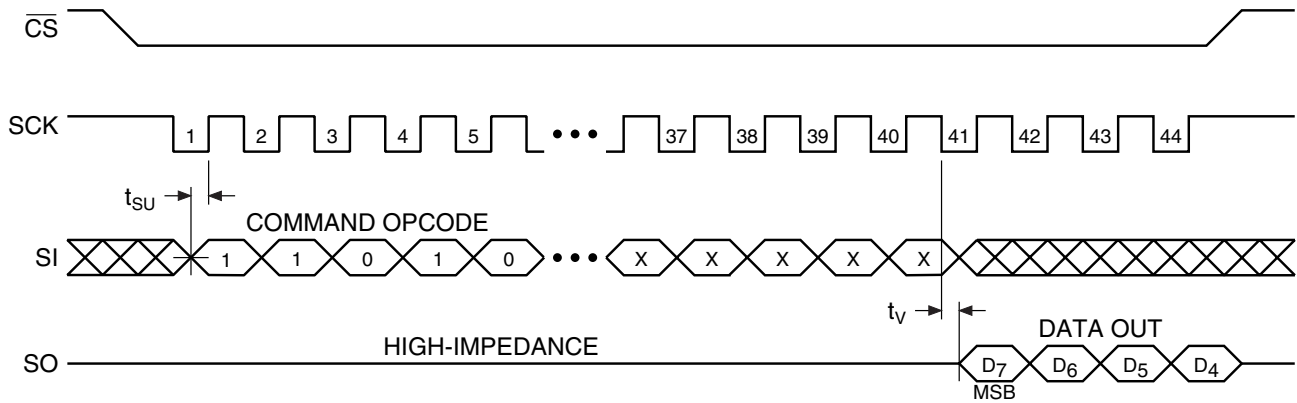 CS
SCK 1 2 3 4 5 ••• 37 38 39 40 41 42 43 44
tSU
COMMAND OPCODE
SI 1 1 0 1 0 ••• X X X X X
tV
DATA OUT
HIGH-IMPEDANCE
SO D7 D6 D5 D4
MSB